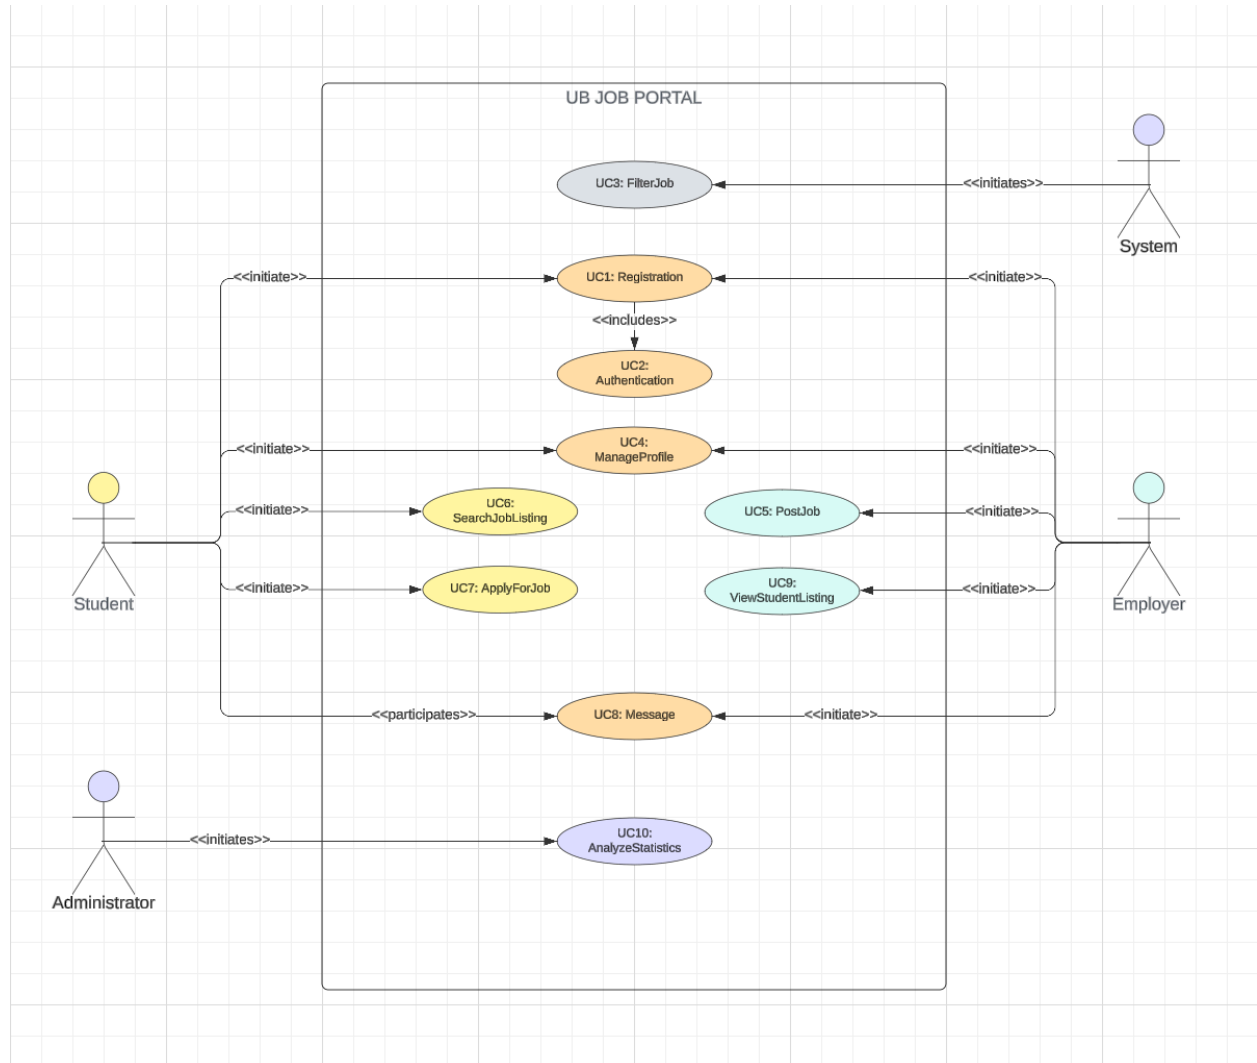 UB JOB PORTAL
UC3: FilterJob
<<initiates>>
System
<<initiate>>
UC1: Registration
<<initiate>>
<<includes>>
UC2:
Authentication
<<initiate>>
UC4:
ManageProfile
<<initiate>>
<<initiate>>
UC6:
SearchJobListing
UC5: PostJob
<<initiate>>
<<initiate>>
UC7: ApplyForJob
UC9:
ViewStudentListing
<<initiate>>
Student
Employer
<<participates>>
UC8: Message
<<initiate>>
<<initiates>>
UC10:
AnalyzeStatistics
Administrator